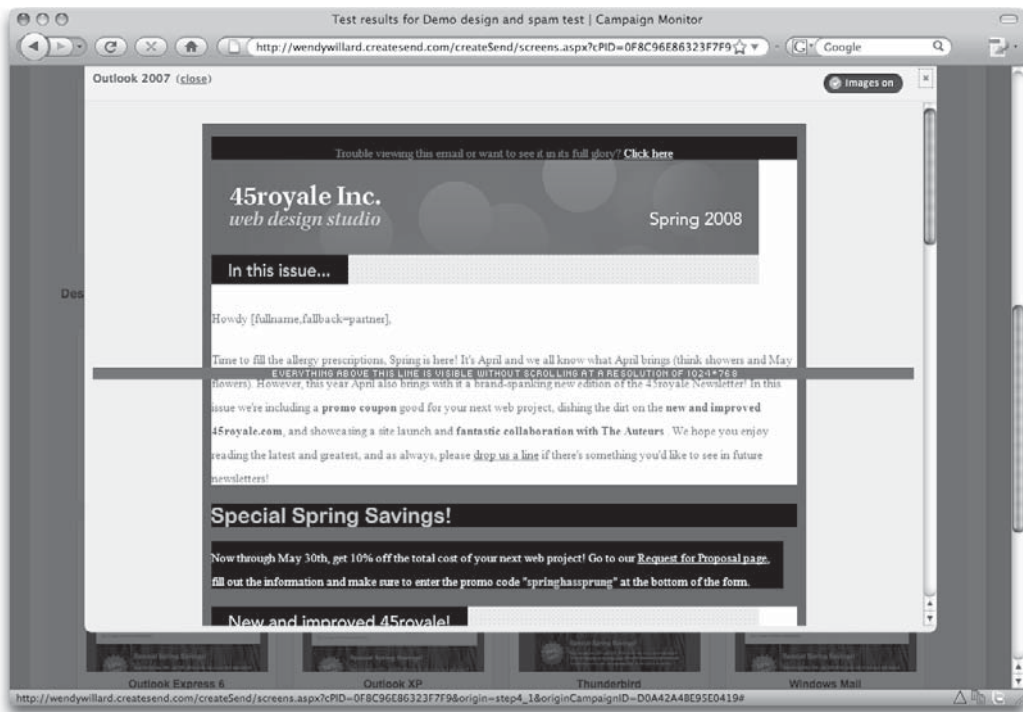 Test results for Demo design and spam test | Campaign Monitor
http://wendywillard.createsend.com/createSend/screens.aspx?cPID=0F8C96E86323F7F9
G Google
Outlook 2007 (close)
Images on
Trouble viewing this email or want to see it in its full glory? Click here
45royale Inc.
web design studio
Spring 2008
In this issue...
Des
Howdy [fullname,fallback=partner],
Time to fill the allergy prescriptions, Spring is here! It's April and we all know what April brings (think showers and May
EVERYTHING ABOVE THIS LINE IS VISIBLE WITHOUT SCROLLING AT A RESOLUTION OF 1024*768
flowers). However, this year April also brings with it a brand-spanking new edition of the 45royale Newsletter! In this
issue we're including a promo coupon good for your next web project, dishing the dirt on the new and improved
45royale.com, and showcasing a site launch and fantastic collaboration with The Auteurs . We hope you enjoy
reading the latest and greatest, and as always, please drop us a line if there's something you'd like to see in future
newsletters!
Special Spring Savings!
Now through May 30th, get 10% off the total cost of your next web project! Go to our Request for Proposal page,
fill out the information and make sure to enter the promo code "springhassprung" at the bottom of the form.
New and improved 45royale!
Outlook Express 6
Outlook XP
Thunderbird
Windows Mail
http://wendywillard.createsend.com/createSend/screens.aspx?cPID=0F8C96E86323F7F9&origin=step4_1&originCampaignID=D0A42A4BE95E0419#